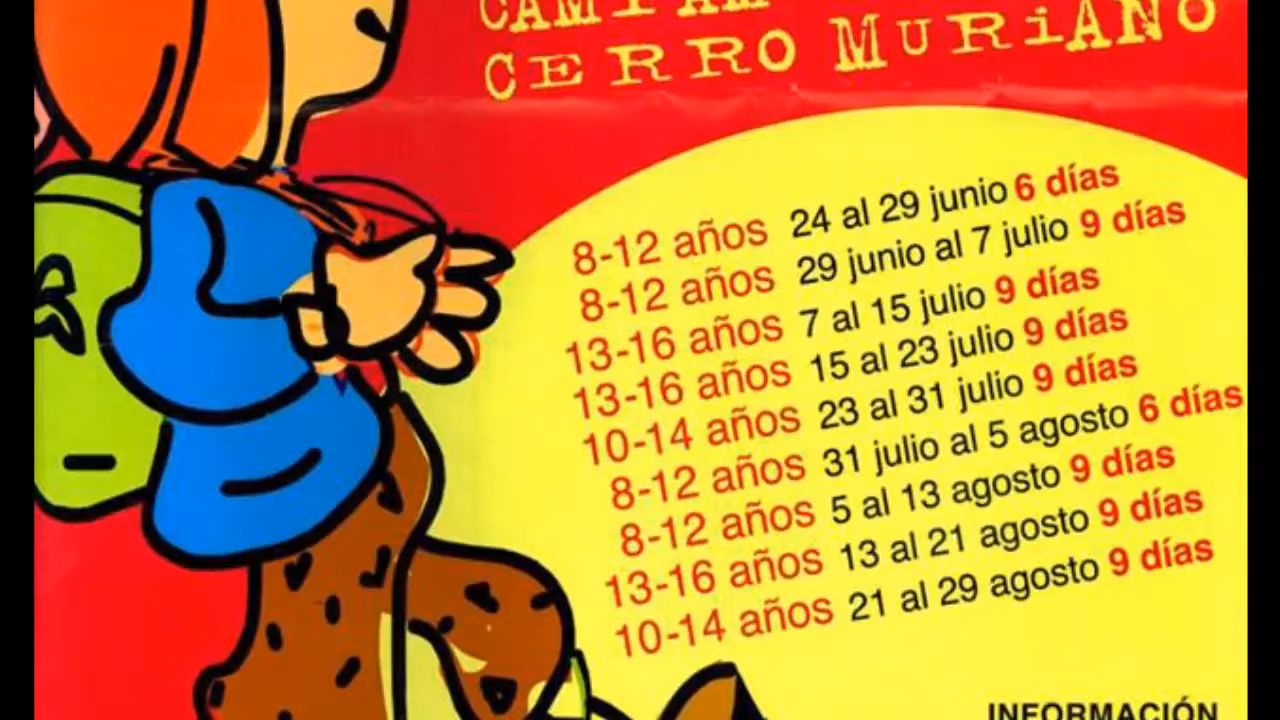 CERRO MURiANO
8-12 años 24 al 29 junio 6 días
8-12 años 29 junio al 7 julio 9 días
13-16 años 7 al 15 julio 9 días
13-16 años 15 al 23 julio 9 días
10-14 años 23 al 31 julio 9 días
8-12 años 31 julio al 5 agosto 6 días
8-12 años 5 al 13 agosto 9 días
13-16 años 13 al 21 agosto 9 días
10-14 años 21 al 29 agosto 9 días
INFORMACIÓN